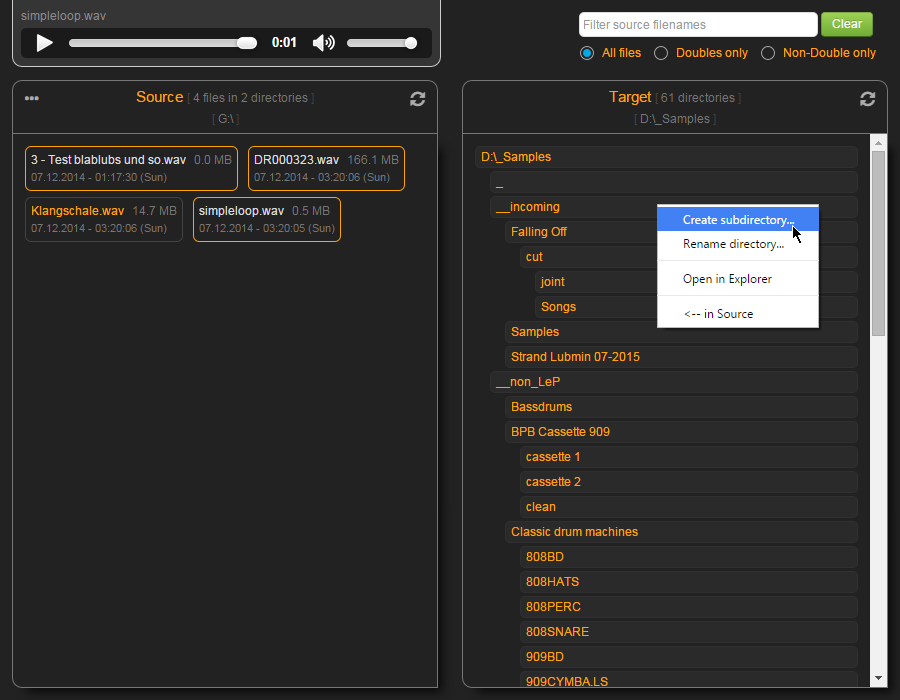 simpleloop.wav
0:01
Filter source filenames
Clear
All files
Doubles only
Non-Double only
Source [ 4 files in 2 directories ]
[ G:\ ]
3 - Test blablubs und so.wav 0.0 MB
07.12.2014 - 01:17:30 (Sun)
DR000323.wav 166.1 MB
07.12.2014 - 03:20:06 (Sun)
Klangschale.wav 14.7 MB
07.12.2014 - 03:20:06 (Sun)
simpleloop.wav 0.5 MB
07.12.2014 - 03:20:05 (Sun)
Target [ 61 directories ]
[ D:\_Samples ]
D:\_Samples
_
__incoming
Falling Off
cut
joint
Songs
Samples
Strand Lubmin 07-2015
__non_LeP
Bassdrums
BPB Cassette 909
cassette 1
cassette 2
clean
Classic drum machines
808BD
808HATS
808PERC
808SNARE
909BD
909CYMBA.LS
Create subdirectory...
Rename directory...
Open in Explorer
<-- in Source